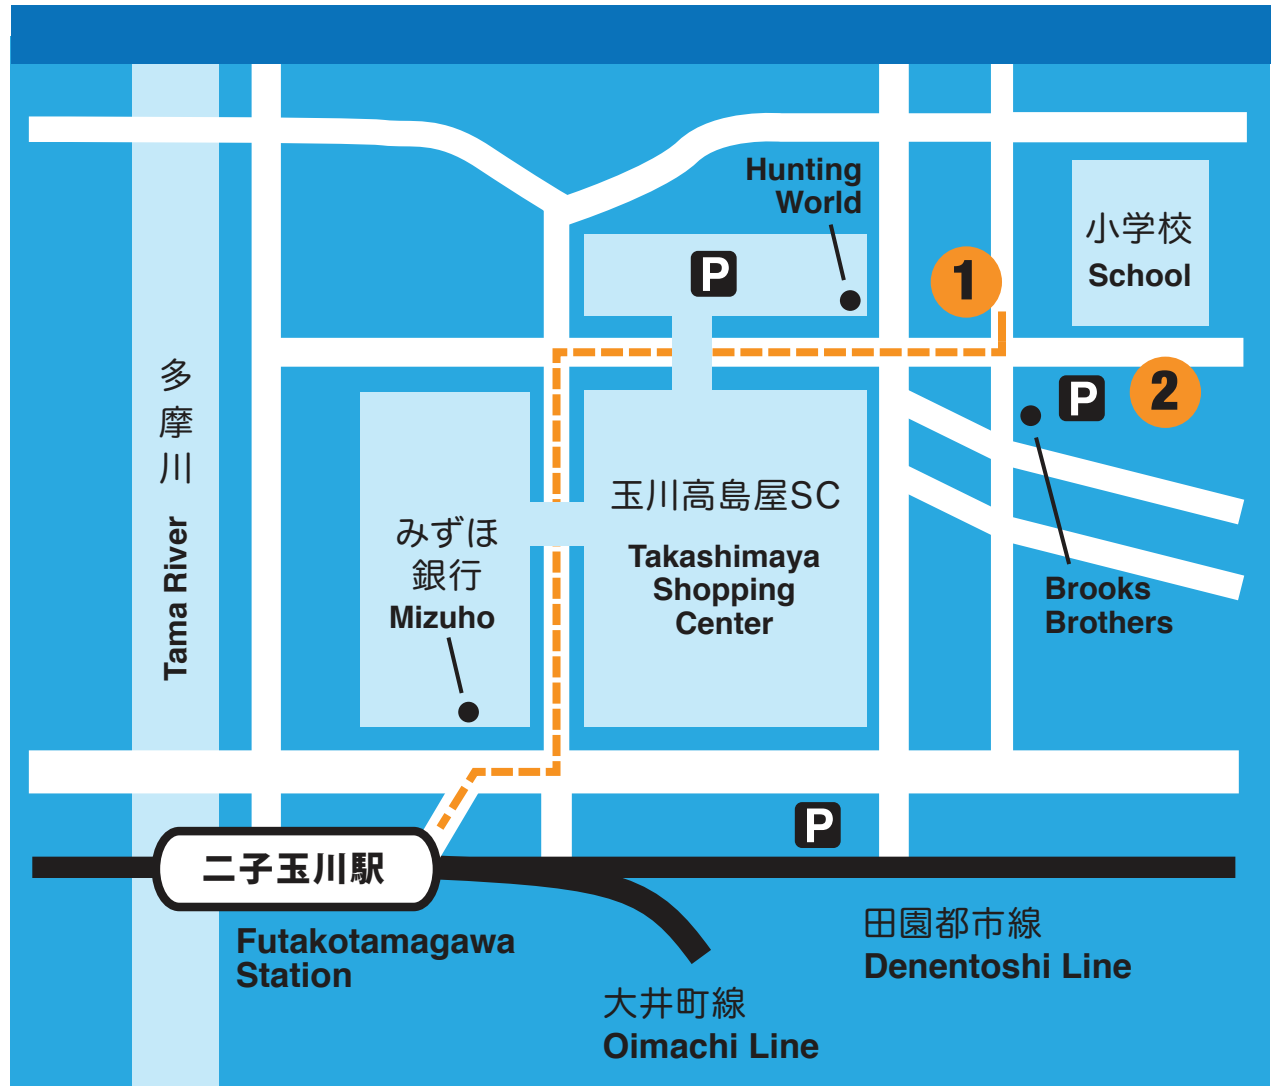 Hunting
World
P
1
小学校
School
多
摩
川
Tama River
P
2
みずほ
銀行
Mizuho
玉川高島屋SC
Takashimaya
Shopping
Center
Brooks
Brothers
P
二子玉川駅
Futakotamagawa
Station
田園都市線
Denentoshi Line
大井町線
Oimachi Line